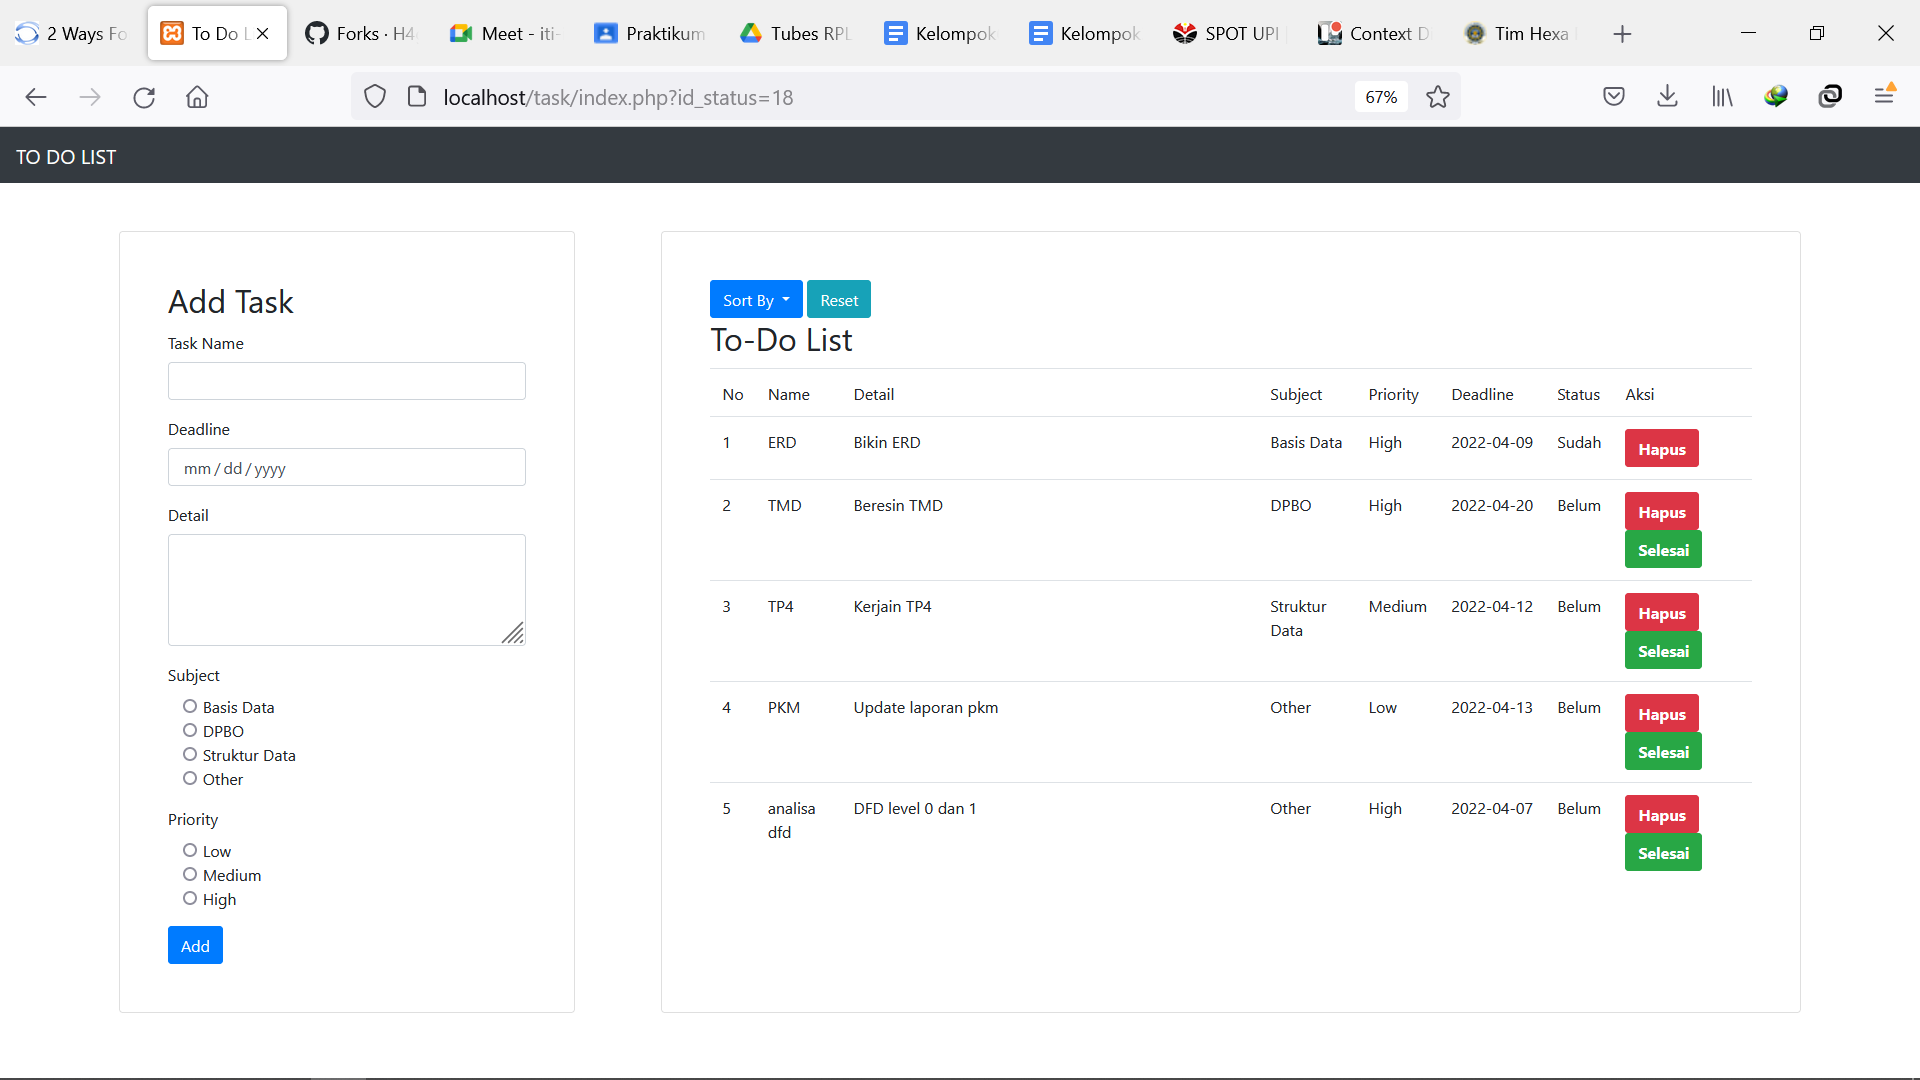 2 Ways Fo
To Do L
Forks · H4
Meet - iti-
Praktikum
Tubes RPL
Kelompok
Kelompok
SPOT UPI
Context D
Tim Hexa
localhost/task/index.php?id_status=18
67%
TO DO LIST
Add Task
Task Name
Deadline
mm / dd / yyyy
Detail
Subject
Basis Data
DPBO
Struktur Data
Other
Priority
Low
Medium
High
Add
Sort By
Reset
To-Do List
No Name Detail Subject Priority Deadline Status Aksi
1 ERD Bikin ERD Basis Data High 2022-04-09 Sudah Hapus
2 TMD Beresin TMD DPBO High 2022-04-20 Belum Hapus
Selesai
3 TP4 Kerjain TP4 Struktur Medium 2022-04-12 Belum Hapus
Data Selesai
4 PKM Update laporan pkm Other Low 2022-04-13 Belum Hapus
Selesai
5 analisa DFD level 0 dan 1 Other High 2022-04-07 Belum Hapus
dfd Selesai